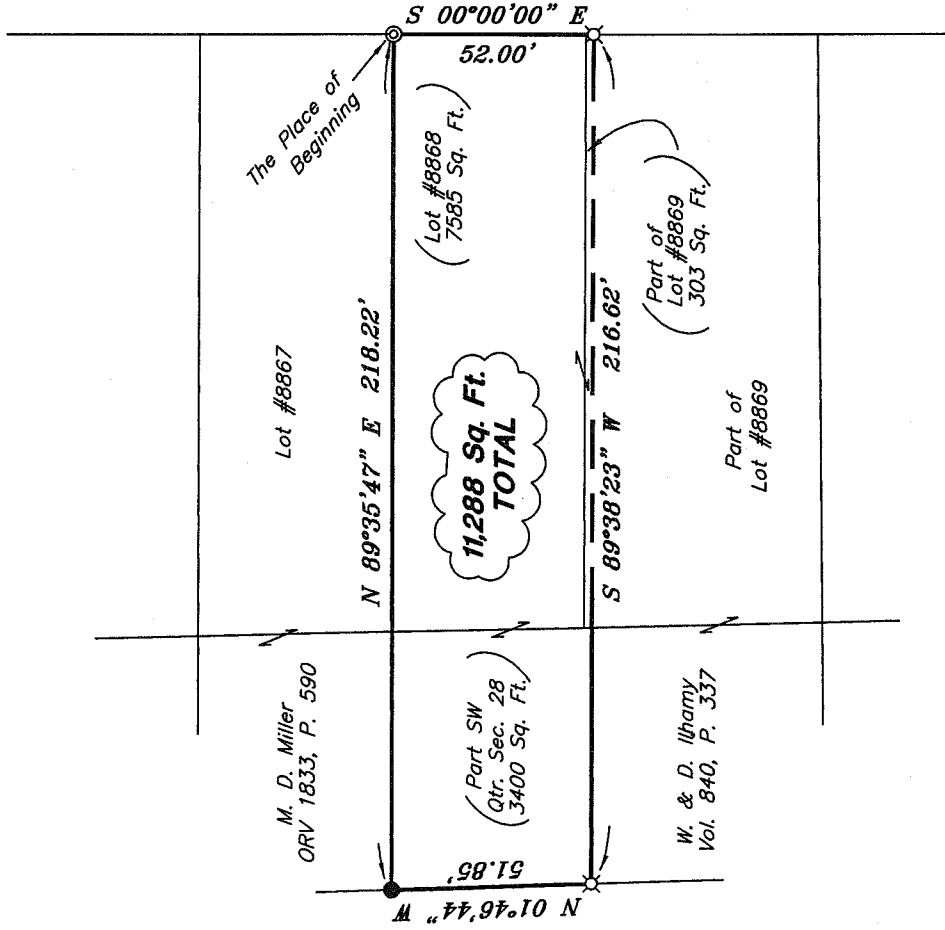 S 00°00'00" E
52.00'
The Place of
Beginning
(Lot #8868
7585 Sq. Ft.)
(Part of
Lot #8869
303 Sq. Ft.)
Lot #8867
N 89°35'47" E 218.22'
11,288 Sq. Ft.
TOTAL
S 89°38'23" W 216.62'
Part of
Lot #8869
M. D. Miller
ORV 1833, P. 590
(Part SW
Qtr. Sec. 28
3400 Sq. Ft.)
W. & D. Ilhamy
Vol. 840, P. 337
51.85'
N 01°46'44" W